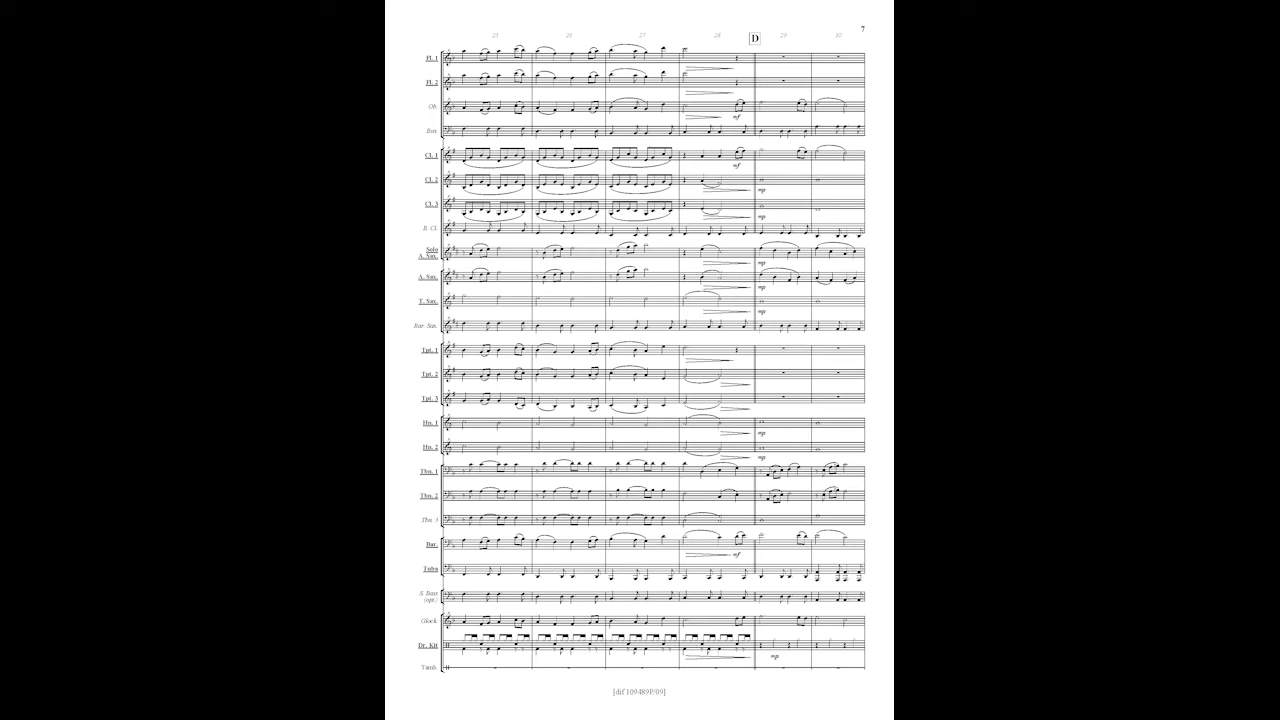 7
25 26 27 28 D 29 30
Fl. 1
Fl. 2
Ob.
Bsn.
Cl. 1
mf
Cl. 2
mp
Cl. 3
mp
B. Cl.
Solo
A. Sax.
mp
A. Sax.
mp
T. Sax.
mp
Bar. Sax.
Tpt. 1
Tpt. 2
Tpt. 3
Hn. 1
mp
Hn. 2
mp
Tbn. 1
Tbn. 2
Tbn. 3
Bar.
mf
Tuba
S. Bass
(opt.)
Glock.
Dr. Kit
mp
Tamb.
[dif 109489P/09]